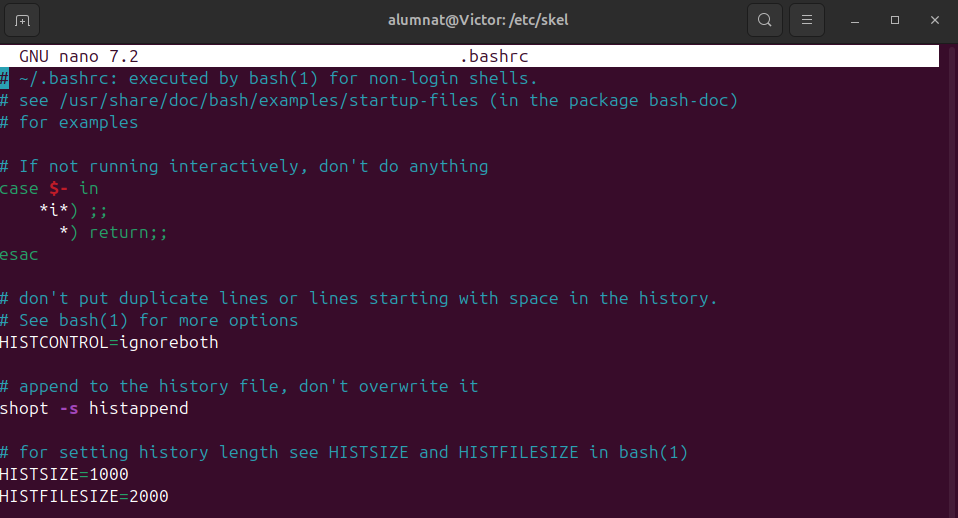 alumnat@Victor: /etc/skel
GNU nano 7.2 .bashrc
# ~/.bashrc: executed by bash(1) for non-login shells.
# see /usr/share/doc/bash/examples/startup-files (in the package bash-doc)
# for examples

# If not running interactively, don't do anything
case $- in
    *i*) ;;
      *) return;;
esac

# don't put duplicate lines or lines starting with space in the history.
# See bash(1) for more options
HISTCONTROL=ignoreboth

# append to the history file, don't overwrite it
shopt -s histappend

# for setting history length see HISTSIZE and HISTFILESIZE in bash(1)
HISTSIZE=1000
HISTFILESIZE=2000